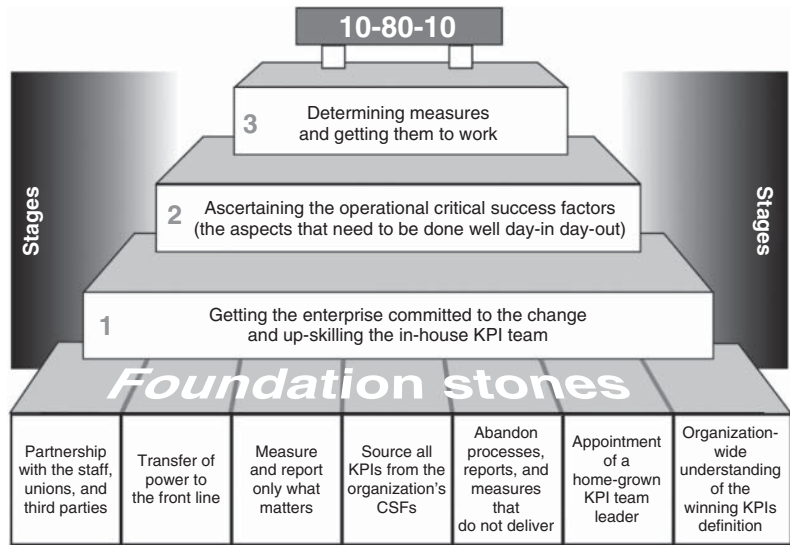 10-80-10
3
Determining measures
and getting them to work
2
Ascertaining the operational critical success factors
(the aspects that need to be done well day-in day-out)
1
Getting the enterprise committed to the change
and up-skilling the in-house KPI team
Stages
Stages
Foundation stones
Partnership
with the staff,
unions, and
third parties
Transfer of
power to
the front line
Measure
and report
only what
matters
Source all
KPIs from the
organization's
CSFs
Abandon
processes,
reports, and
measures
that
do not deliver
Appointment
of a
home-grown
KPI team
leader
Organization-
wide
understanding
of the
winning KPIs
definition